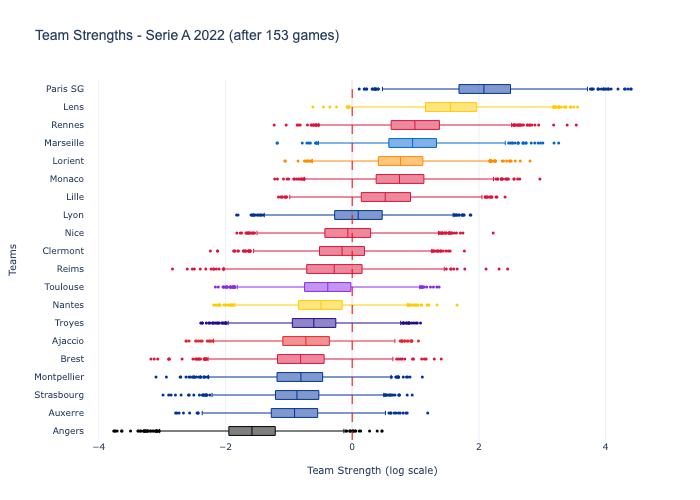 Team Strengths - Serie A 2022 (after 153 games)
Paris SG
Lens
Rennes
Marseille
Lorient
Monaco
Lille
Lyon
Nice
Clermont
Reims
Toulouse
Nantes
Troyes
Ajaccio
Brest
Montpellier
Strasbourg
Auxerre
Angers
Teams
−4 −2 0 2 4
Team Strength (log scale)